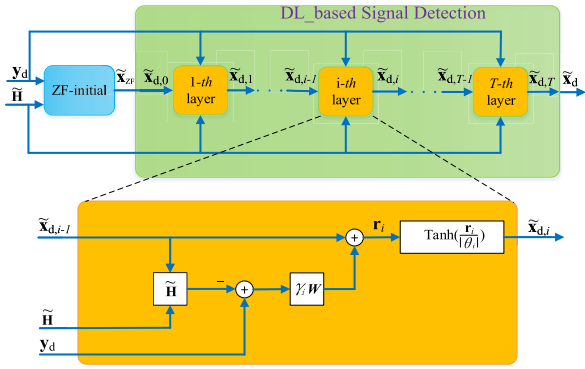 DL_based Signal Detection
y_d
H̃
ZF-initial
x̃_ZF
x̃_d,0
1-th layer
x̃_d,1
x̃_d,i-1
i-th layer
x̃_d,i
x̃_d,T-1
T-th layer
x̃_d,T
x̃_d
x̃_d,i-1
H̃
−
+
γ_i W
+
r_i
Tanh(r_i/|θ_i|)
x̃_d,i
H̃
y_d